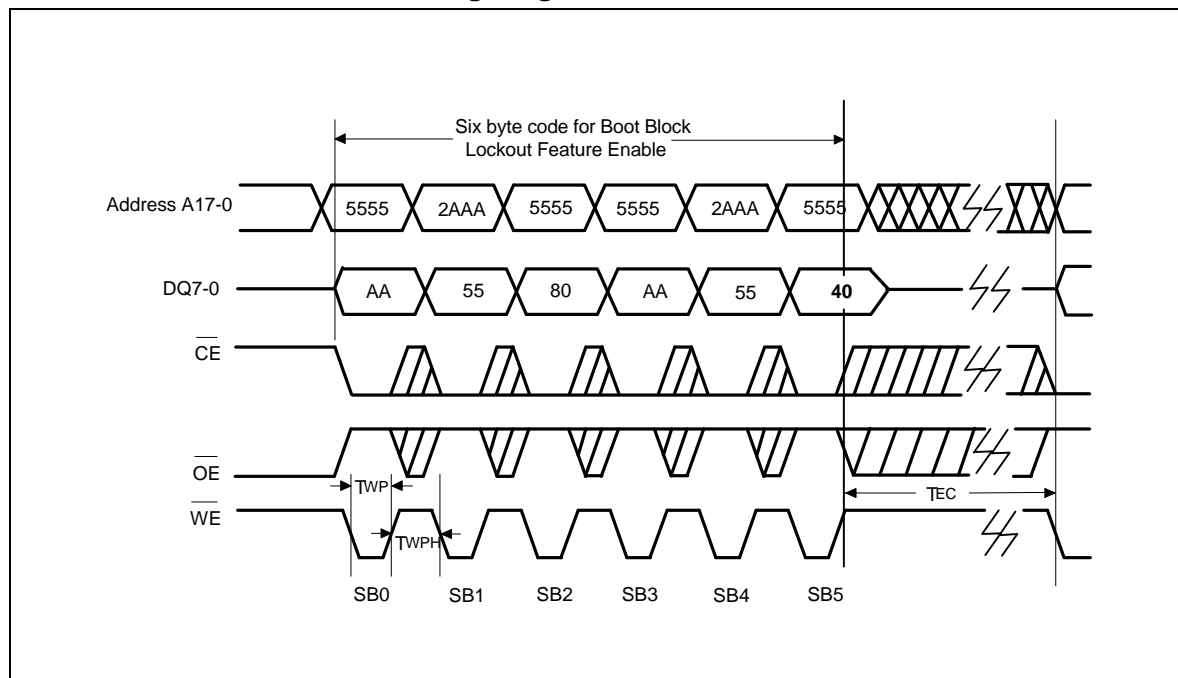 Six byte code for Boot Block
Lockout Feature Enable
Address A17-0
5555
2AAA
5555
5555
2AAA
5555
DQ7-0
AA
55
80
AA
55
40
CE
OE
TWP
TEC
WE
TWPH
SB0
SB1
SB2
SB3
SB4
SB5